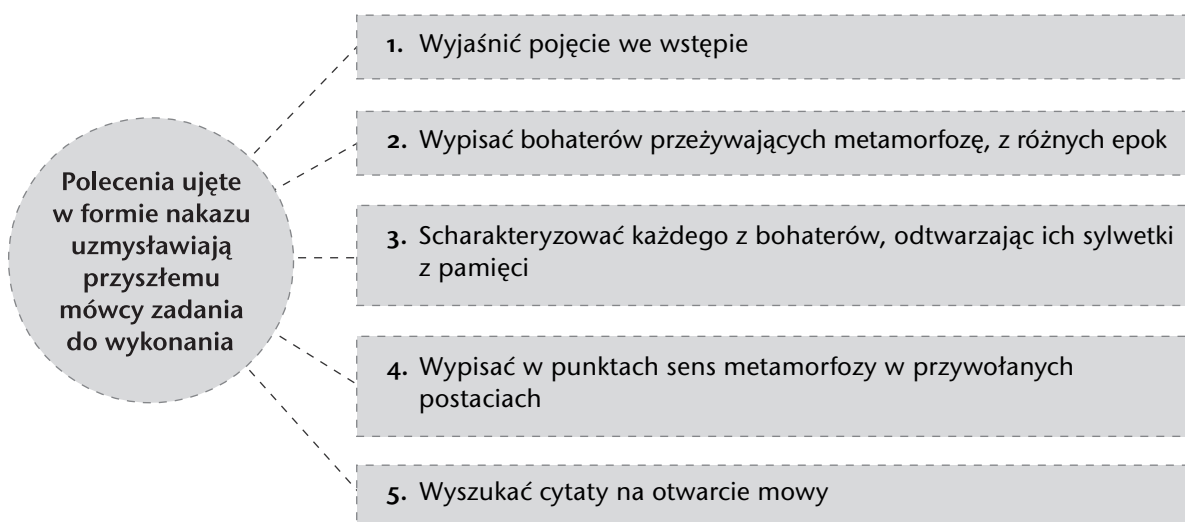 Polecenia ujęte
w formie nakazu
uzmysławiają
przyszłemu
mówcy zadania
do wykonania
1. Wyjaśnić pojęcie we wstępie
2. Wypisać bohaterów przeżywających metamorfozę, z różnych epok
3. Scharakteryzować każdego z bohaterów, odtwarzając ich sylwetki
z pamięci
4. Wypisać w punktach sens metamorfozy w przywołanych
postaciach
5. Wyszukać cytaty na otwarcie mowy